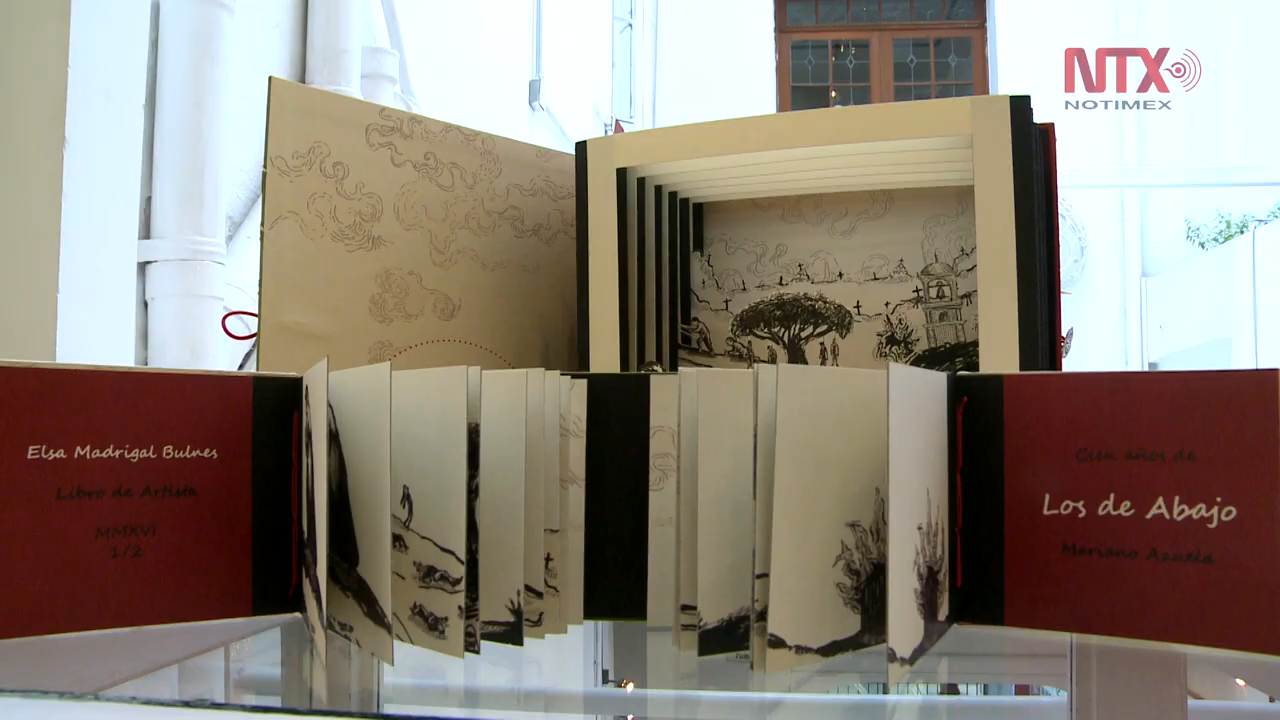 NTX
NOTIMEX
Elsa Madrigal Bulnes
Libro de Artista
MMXVI
1/2
Cien años de
Los de Abajo
Mariano Azuela